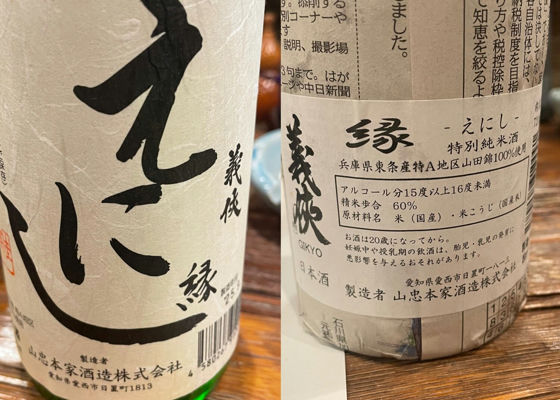 えにし
義侠
縁
製造者
山忠本家酒造株式会社
愛知県愛西市日置町1813
説明、撮影場
ました。
義侠
GIKYO
日本酒
縁
-えにし-
特別純米酒
兵庫県東条産特A地区山田錦100%使用
アルコール分15度以上16度未満
精米歩合 60%
原材料名 米(国産)・米こうじ(国産米)
お酒は20歳になってから。
妊娠中や授乳期の飲酒は、胎児・乳児の発育に
悪影響を与えるおそれがあります。
愛知県愛西市日置町一八一三
製造者 山忠本家酒造株式会社